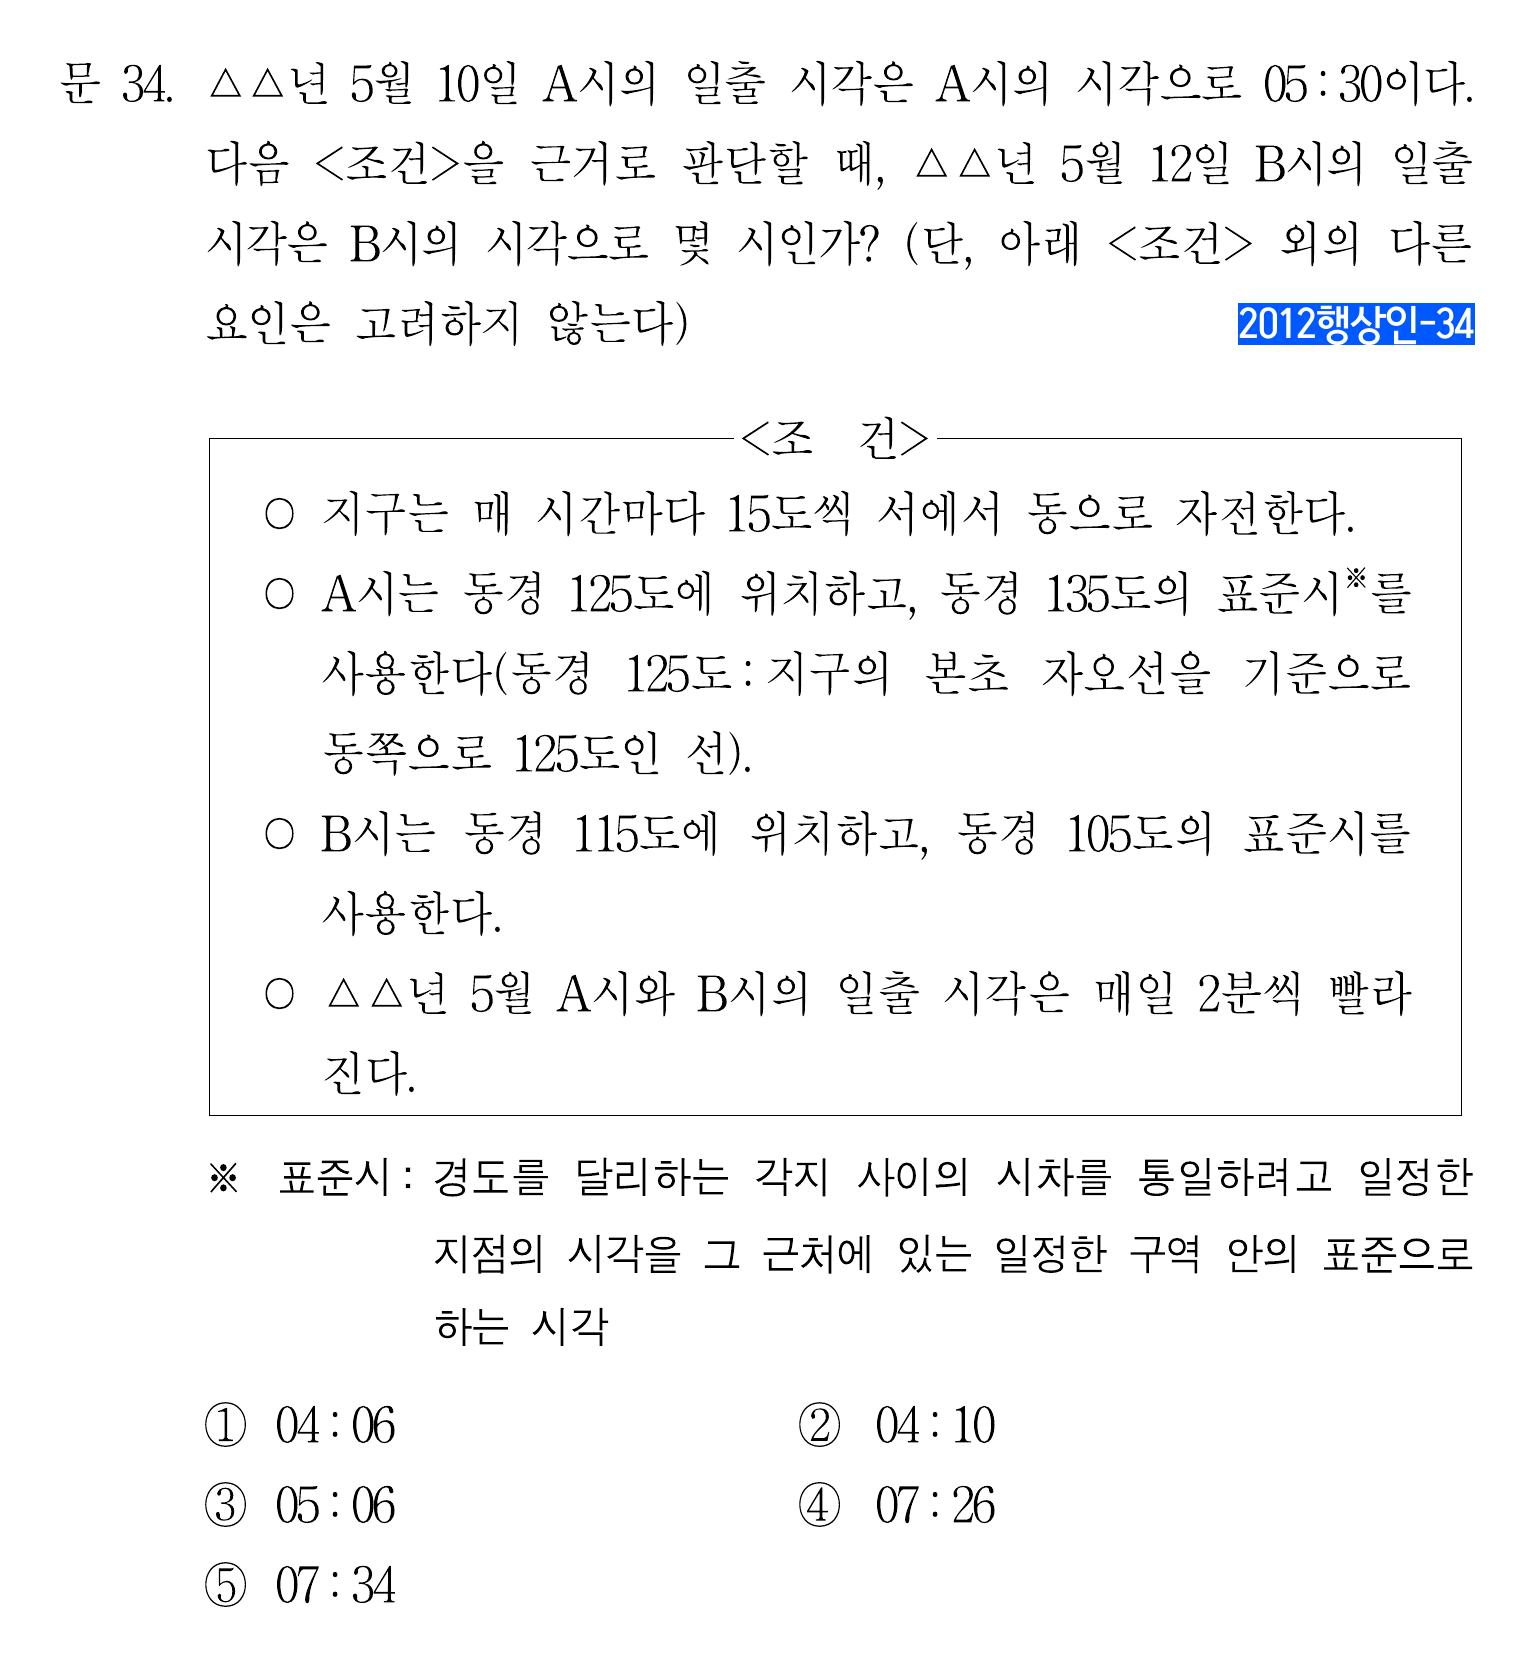 문 34. △△년 5월 10일 A시의 일출 시각은 A시의 시각으로 05:30이다.
다음 <조건>을 근거로 판단할 때, △△년 5월 12일 B시의 일출
시각은 B시의 시각으로 몇 시인가? (단, 아래 <조건> 외의 다른
요인은 고려하지 않는다)
2012행상인-34
<조 건>
○ 지구는 매 시간마다 15도씩 서에서 동으로 자전한다.
○ A시는 동경 125도에 위치하고, 동경 135도의 표준시※를
사용한다(동경 125도:지구의 본초 자오선을 기준으로
동쪽으로 125도인 선).
○ B시는 동경 115도에 위치하고, 동경 105도의 표준시를
사용한다.
○ △△년 5월 A시와 B시의 일출 시각은 매일 2분씩 빨라
진다.
※ 표준시: 경도를 달리하는 각지 사이의 시차를 통일하려고 일정한
지점의 시각을 그 근처에 있는 일정한 구역 안의 표준으로
하는 시각
① 04:06
② 04:10
③ 05:06
④ 07:26
⑤ 07:34